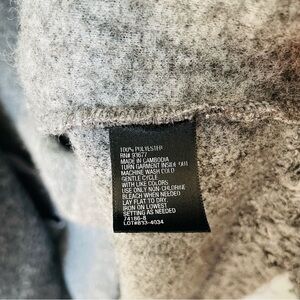 100% POLYESTER
RN# 93677
MADE IN CAMBODIA
TURN GARMENT INSIDE OUT
MACHINE WASH COLD
GENTLE CYCLE
WITH LIKE COLORS
USE ONLY NON-CHLORINE
BLEACH WHEN NEEDED
LAY FLAT TO DRY
IRON ON LOWEST
SETTING AS NEEDED
74186-8
LOT#833-4034